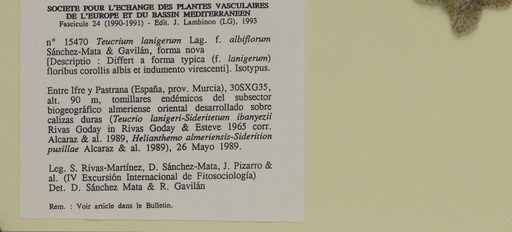 SOCIETE POUR L'ECHANGE DES PLANTES VASCULAIRES
DE L'EUROPE ET DU BASSIN MEDITERRANEEN
Fascicule 24 (1990-1991) - Edit. J. Lambinon (LG), 1993
n° 15470 Teucrium lanigerum Lag. f. albiflorum
Sánchez-Mata & Gavilán, forma nova
[Descriptio : Differt a forma typica (f. lanigerum)
floribus corollis albis et indumento virescenti]. Isotypus.
Entre Ifre y Pastrana (España, prov. Murcia), 30SXG35,
alt. 90 m, tomillares endémicos del subsector
biogeográfico almeriense oriental desarrollado sobre
calizas duras (Teucrio lanigeri-Sideritetum ibanyezii
Rivas Goday in Rivas Goday & Esteve 1965 corr.
Alcaraz & al. 1989, Helianthemo almeriensis-Siderition
pusillae Alcaraz & al. 1989), 26 Mayo 1989.
Leg. S. Rivas-Martínez, D. Sánchez-Mata, J. Pizarro &
al. (IV Excursión Internacional de Fitosociología)
Det. D. Sánchez Mata & R. Gavilán
Rem. : Voir article dans le Bulletin.